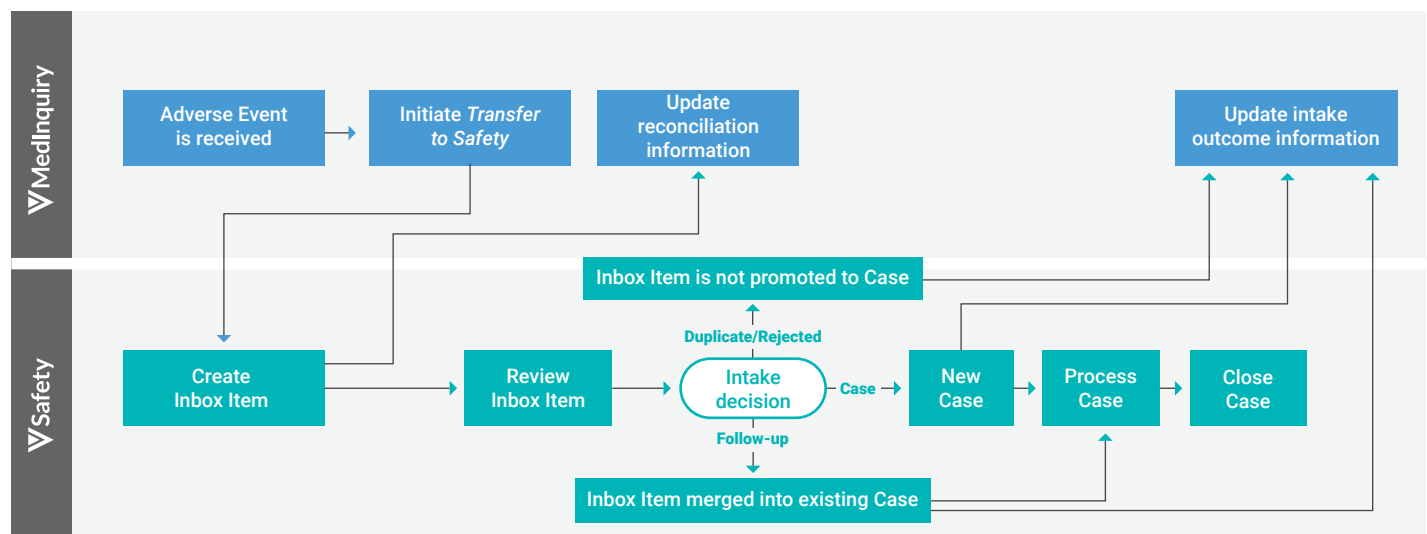 MedInquiry
Adverse Event
is received
Initiate Transfer
to Safety
Update
reconciliation
information
Update intake
outcome information
Safety
Inbox Item is not promoted to Case
Duplicate/Rejected
Create
Inbox Item
Review
Inbox Item
Intake
decision
Case
New
Case
Process
Case
Close
Case
Follow-up
Inbox Item merged into existing Case